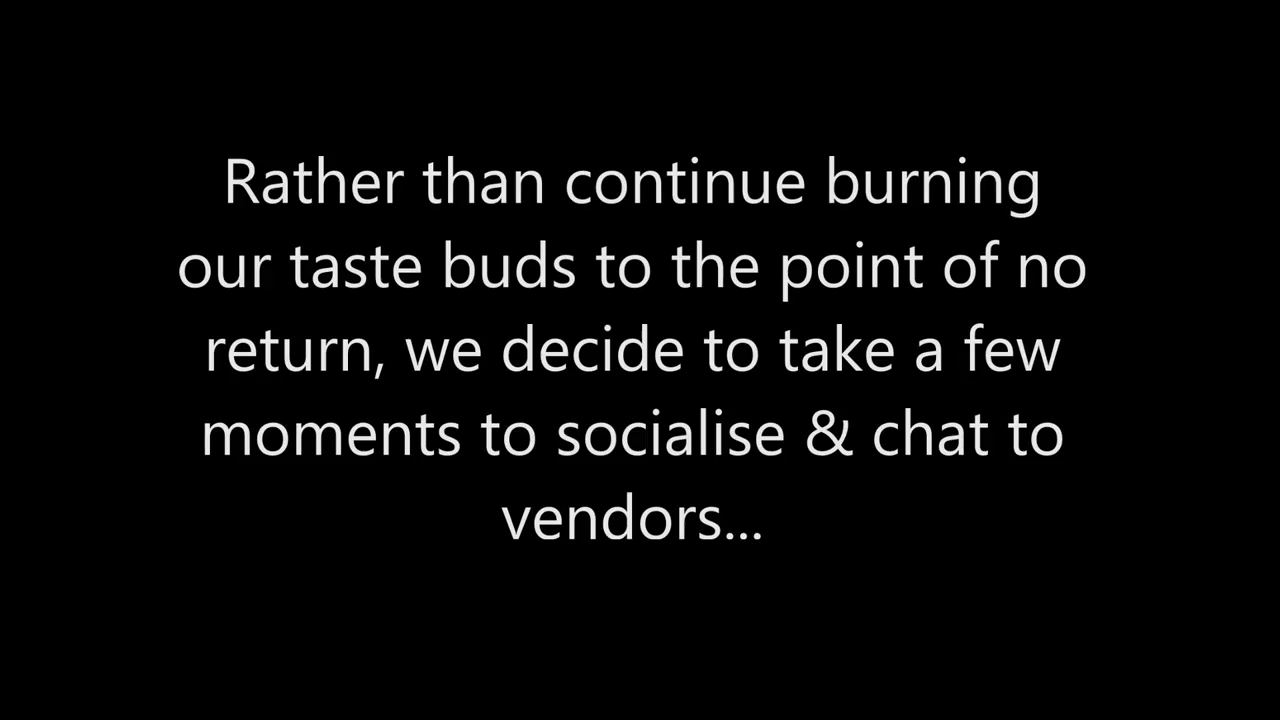 Rather than continue burning
our taste buds to the point of no
return, we decide to take a few
moments to socialise & chat to
vendors...